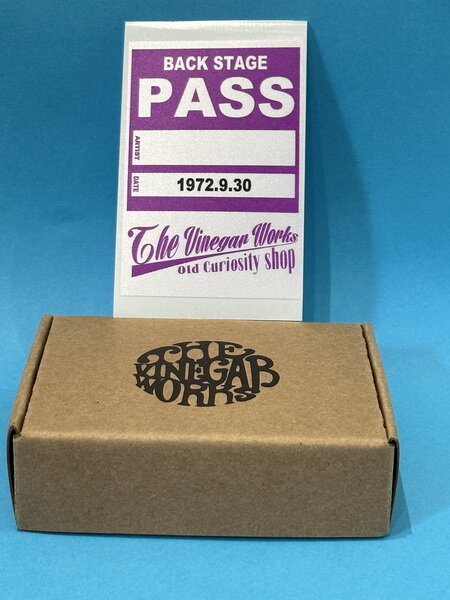 BACK STAGE
PASS
ARTIST
DATE
1972.9.30
The Vinegar Works
Old Curiosity shop
THE
VINEGAR
WORKS